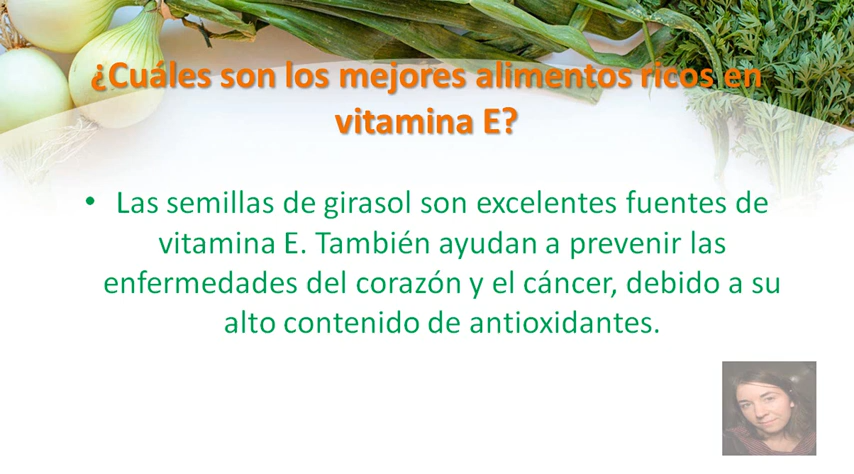 ¿Cuáles son los mejores alimentos ricos en
vitamina E?
• Las semillas de girasol son excelentes fuentes de
vitamina E. También ayudan a prevenir las
enfermedades del corazón y el cáncer, debido a su
alto contenido de antioxidantes.